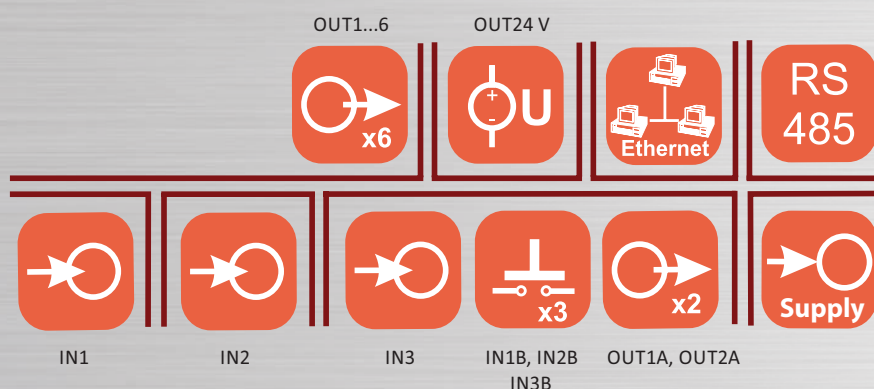 OUT1...6
OUT24 V
x6
+
-
U
Ethernet
RS
485
x3
x2
Supply
IN1
IN2
IN3
IN1B, IN2B
IN3B
OUT1A, OUT2A